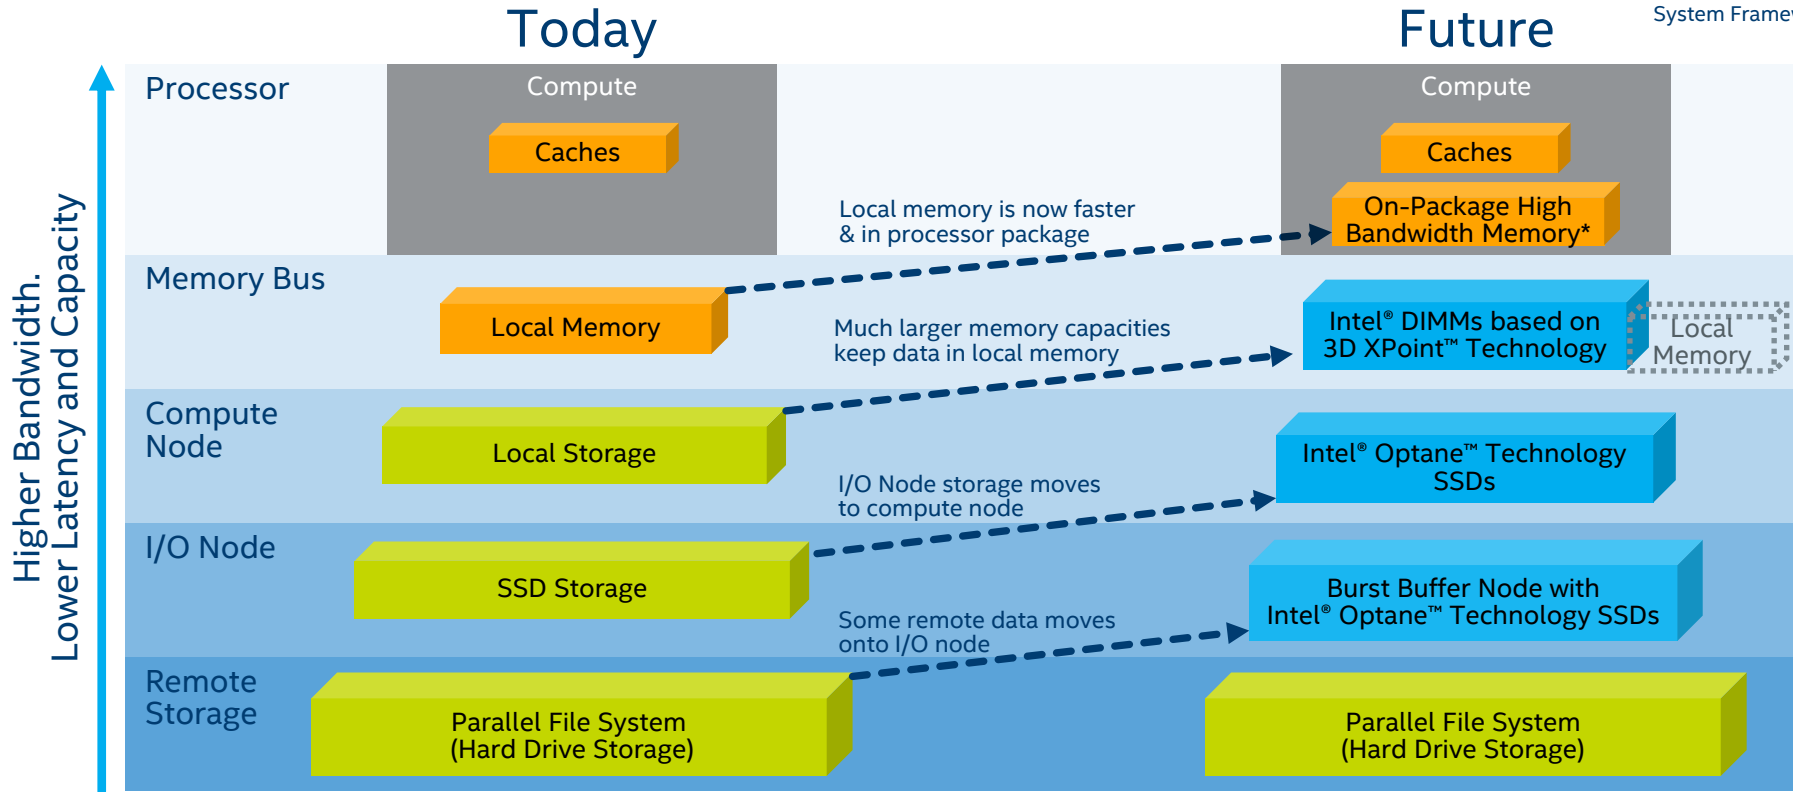 Today
Future
System Frame
Processor
Compute
Compute
Caches
Caches
On-Package High
Bandwidth Memory*
Local memory is now faster
& in processor package
Higher Bandwidth.
Lower Latency and Capacity
Memory Bus
Local Memory
Intel® DIMMs based on
3D XPoint™ Technology
Local
Memory
Much larger memory capacities
keep data in local memory
Compute
Node
Local Storage
Intel® Optane™ Technology
SSDs
I/O Node storage moves
to compute node
I/O Node
SSD Storage
Burst Buffer Node with
Intel® Optane™ Technology SSDs
Some remote data moves
onto I/O node
Remote
Storage
Parallel File System
(Hard Drive Storage)
Parallel File System
(Hard Drive Storage)